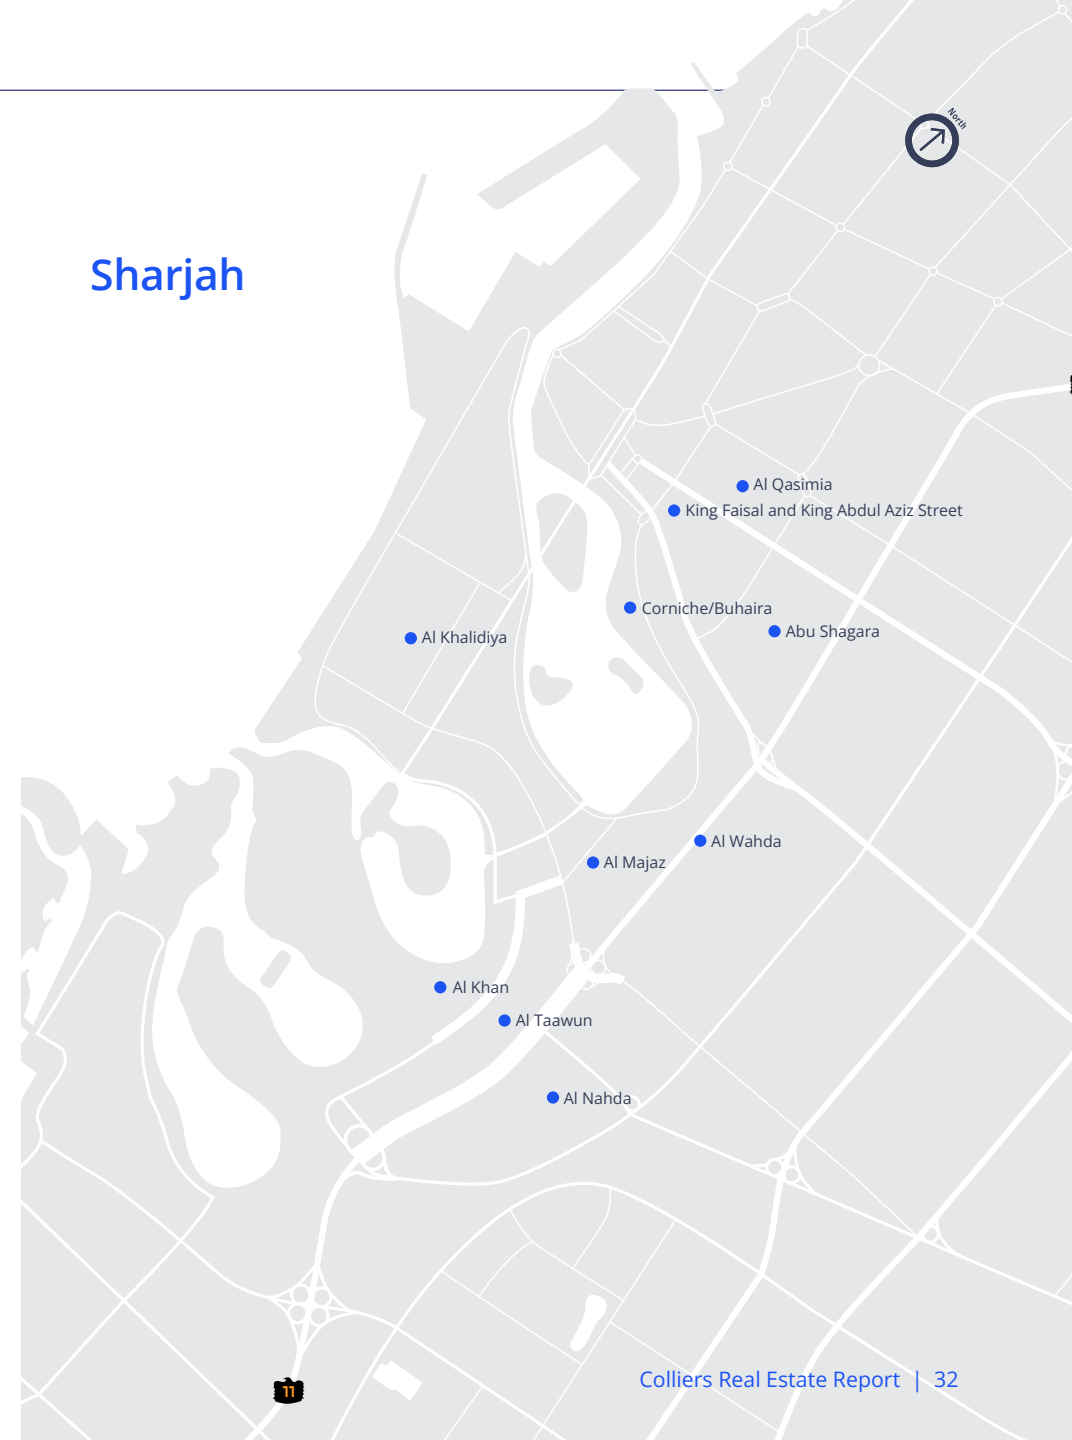 North
Sharjah
Al Qasimia
King Faisal and King Abdul Aziz Street
Corniche/Buhaira
Abu Shagara
Al Khalidiya
Al Wahda
Al Majaz
Al Khan
Al Taawun
Al Nahda
Colliers Real Estate Report | 32
11